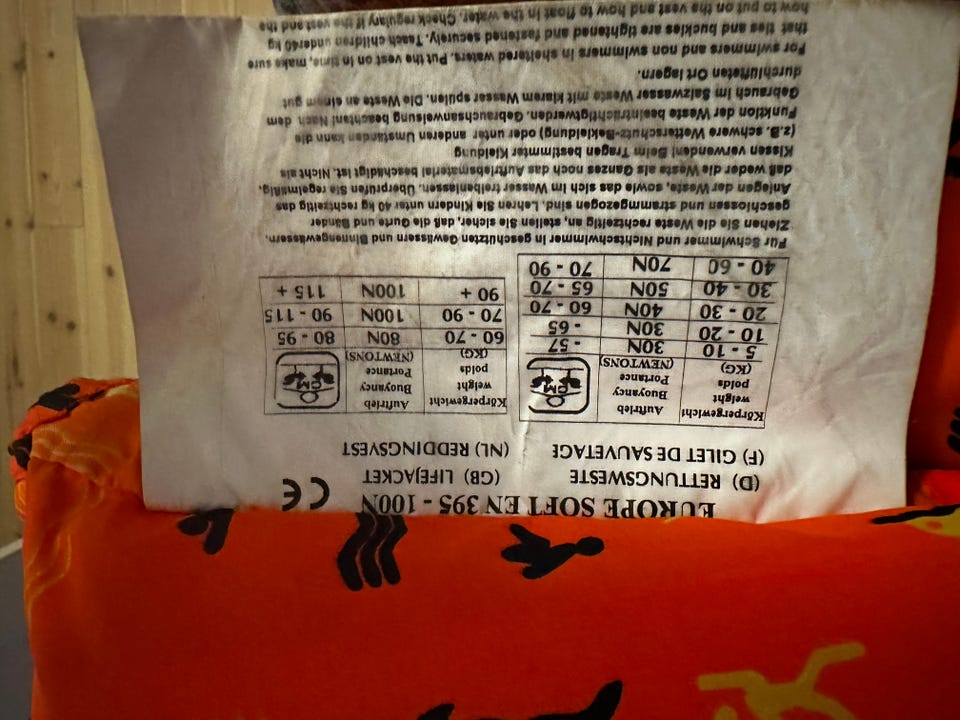 EUROPE SOFT EN 395 - 100N
(D) RETTUNGSWESTE (GB) LIFEJACKET CE
(F) GILET DE SAUVETAGE (NL) REDDINGSVEST
Körpergewicht weight polds (KG) Auftrieb Buoyancy Portance (NEWTONS) CM
5 - 10 30N - 57
10 - 20 30N - 65
20 - 30 40N 60 - 70
30 - 40 50N 65 - 70
40 - 60 70N 70 - 90
Körpergewicht weight polds (KG) Auftrieb Buoyancy Portance (NEWTONS) CM
60 - 70 80N 80 - 95
70 - 90 100N 90 - 115
90 + 100N 115 +
Für Schwimmer und Nichtschwimmer in geschützten Gewässern und Binnengewässern.
Ziehen Sie die Weste rechtzeitig an, stellen Sie sicher, daß die Gurte und Bänder
geschlossen und strammgezogen sind. Lehren Sie Kindern unter 40 kg rechtzeitig das
Anlegen der Weste, sowie das sich im Wasser treibenlassen. Überprüfen Sie regelmäßig,
daß weder die Weste als Ganzes noch das Auftriebsmaterial beschädigt ist. Nicht als
Kissen verwenden! Beim Tragen bestimmter Kleidung
(z.B. schwere Wetterschutz-Bekleidung) oder unter anderen Umständen kann die
Funktion der Weste beeinträchtigtwerden. Gebrauchsanweisung beachten! Nach dem
Gebrauch im Salzwasser Weste mit klarem Wasser spülen. Die Weste an einem gut
durchlüfteten Ort lagern.
For swimmers and non swimmers in sheltered waters. Put the vest on in time, make sure
that ties and buckles are tightened and fastened securely. Teach children under40 kg
how to put on the vest and how to float in the water. Check regulary if the vest and the